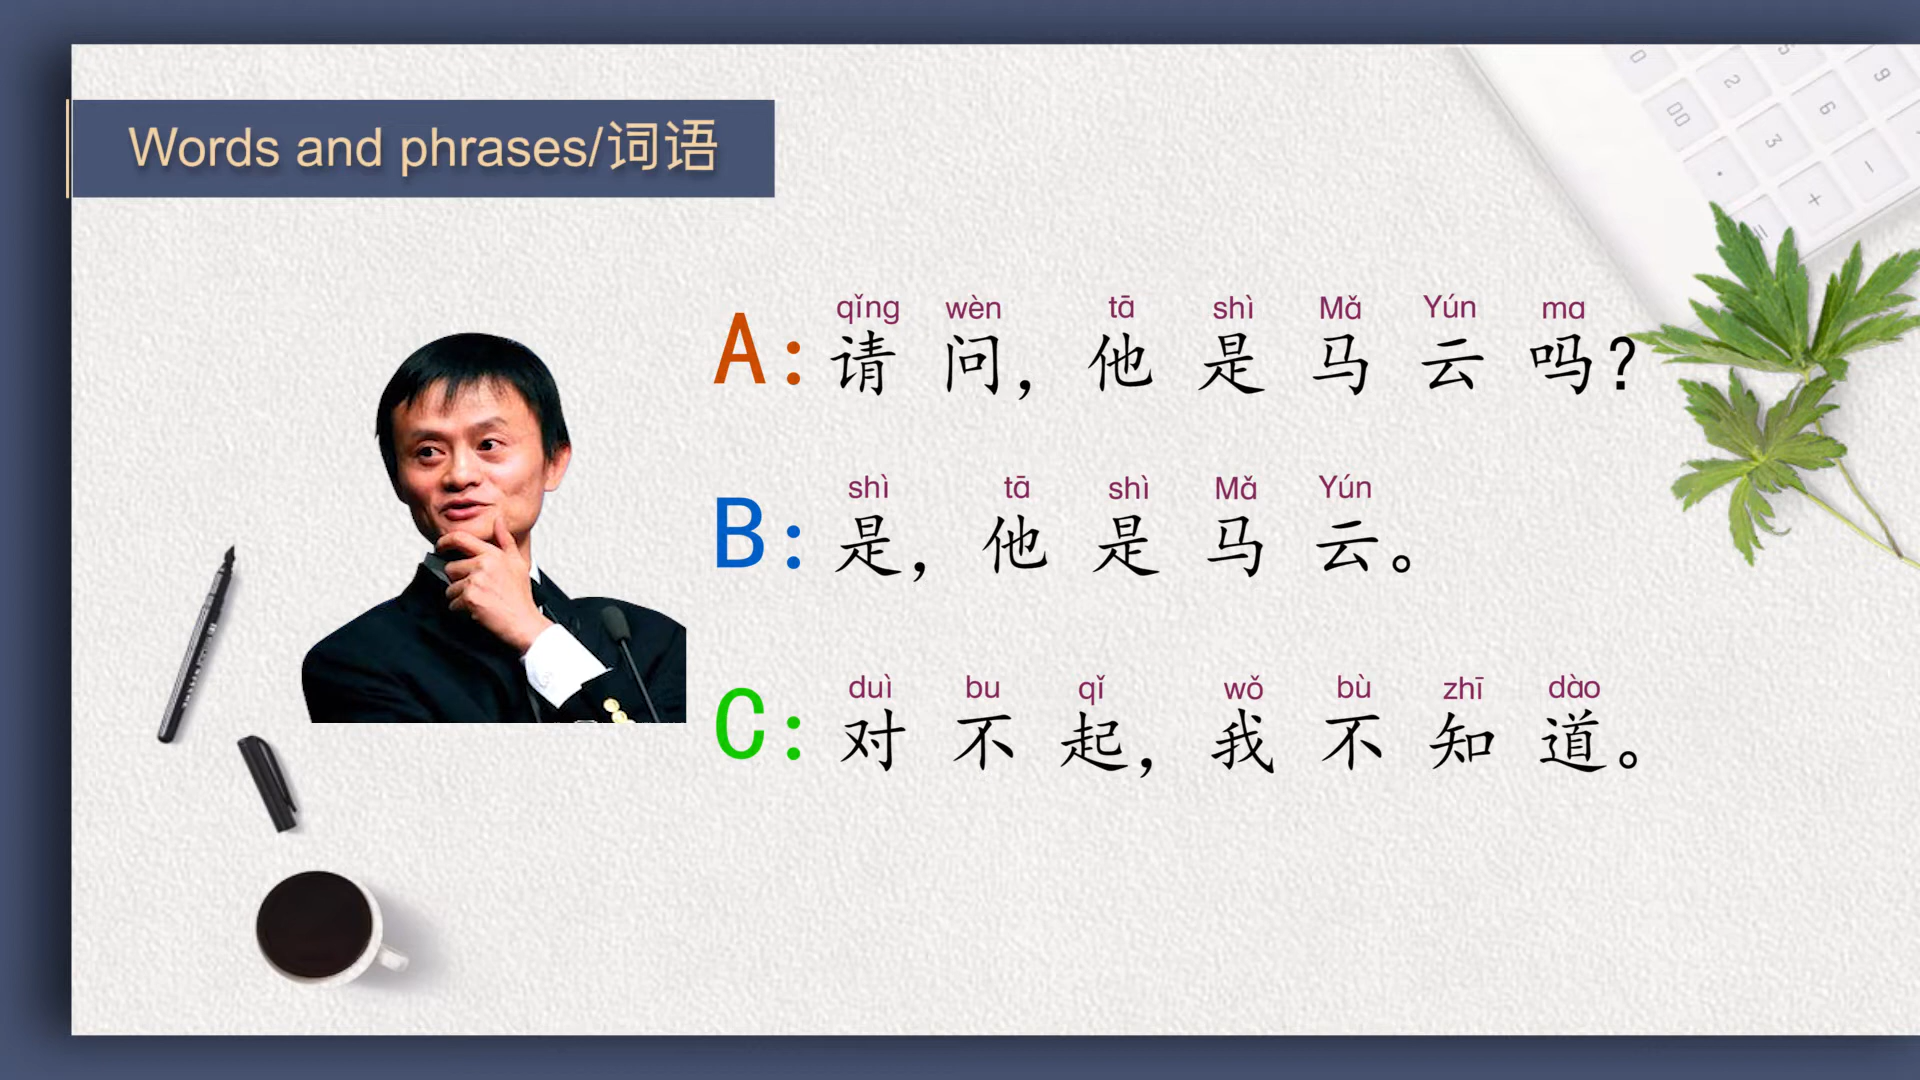 Words and phrases/词语
qǐng wèn tā shì Mǎ Yún ma
A: 请问，他是马云吗？
shì tā shì Mǎ Yún
B: 是，他是马云。
duì bu qǐ wǒ bù zhī dào
C: 对不起，我不知道。